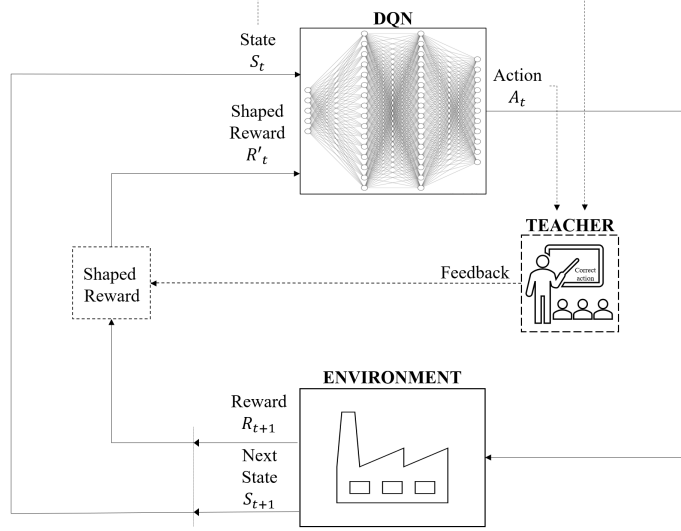 DQN
State
S_t
Shaped
Reward
R'_t
Action
A_t
TEACHER
Correct
action
Feedback
Shaped
Reward
ENVIRONMENT
Reward
R_{t+1}
Next
State
S_{t+1}